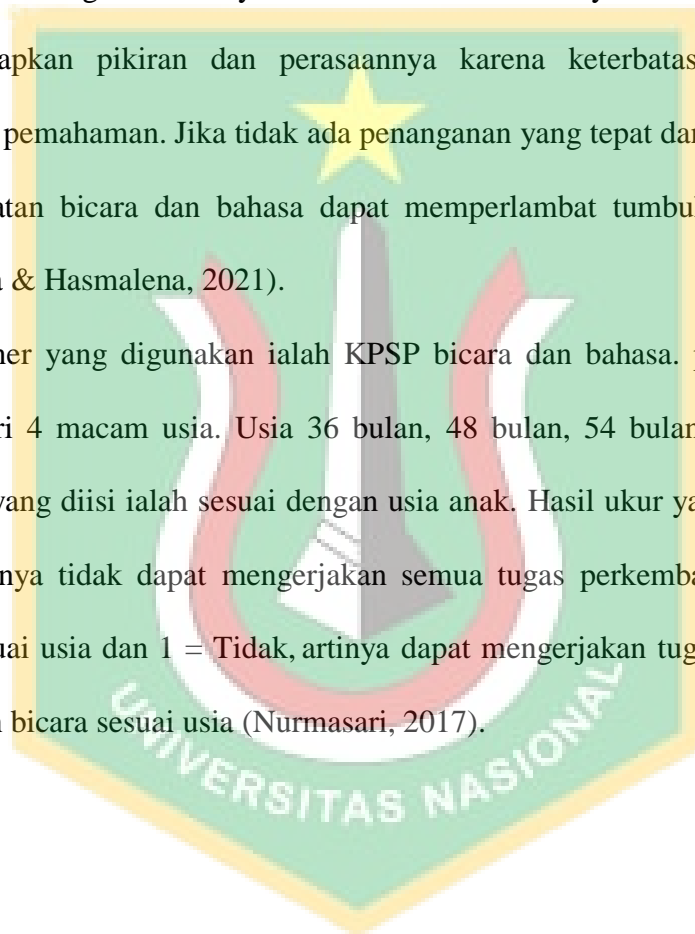 apkan pikiran dan perasaannya karena keterbatas
pemahaman. Jika tidak ada penanganan yang tepat dan
atan bicara dan bahasa dapat memperlambat tumbuh
a & Hasmalena, 2021).
ner yang digunakan ialah KPSP bicara dan bahasa. p
ri 4 macam usia. Usia 36 bulan, 48 bulan, 54 bulan
yang diisi ialah sesuai dengan usia anak. Hasil ukur ya
nya tidak dapat mengerjakan semua tugas perkemba
uai usia dan 1 = Tidak, artinya dapat mengerjakan tug
n bicara sesuai usia (Nurmasari, 2017).
UNIVERSITAS NASIONAL